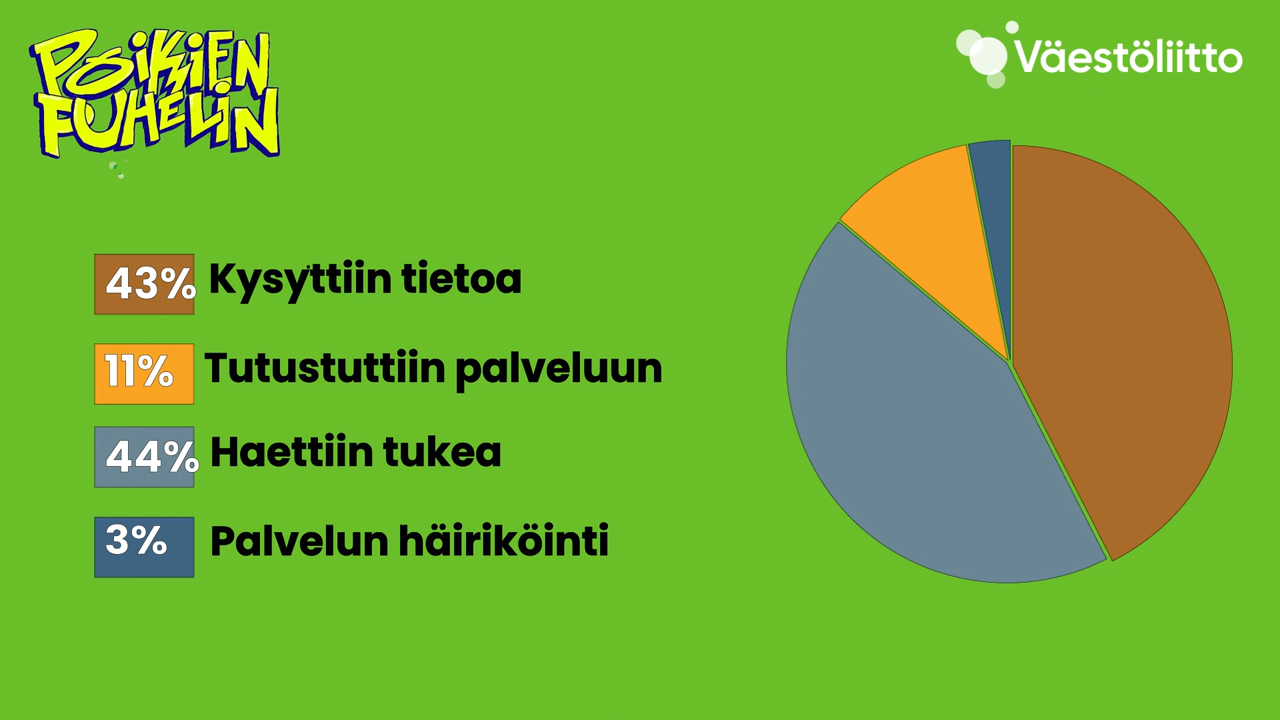 POIKIEN
PUHELIN
Väestöliitto
43% Kysyttiin tietoa
11% Tutustuttiin palveluun
44% Haettiin tukea
3% Palvelun häiriköinti